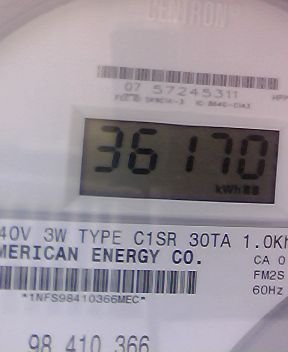 CENTRON®
07 57245311
36170
kWh
40V 3W TYPE C1SR 30TA 1.0Kh
MERICAN ENERGY CO.
CA 0
FM2S
60Hz
*1NFS98410366MEC*
98 410 366